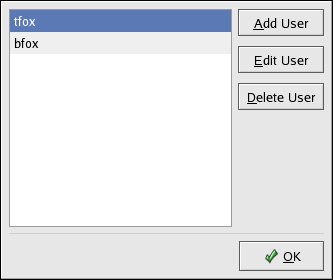 tfox
bfox
Add User
Edit User
Delete User
OK